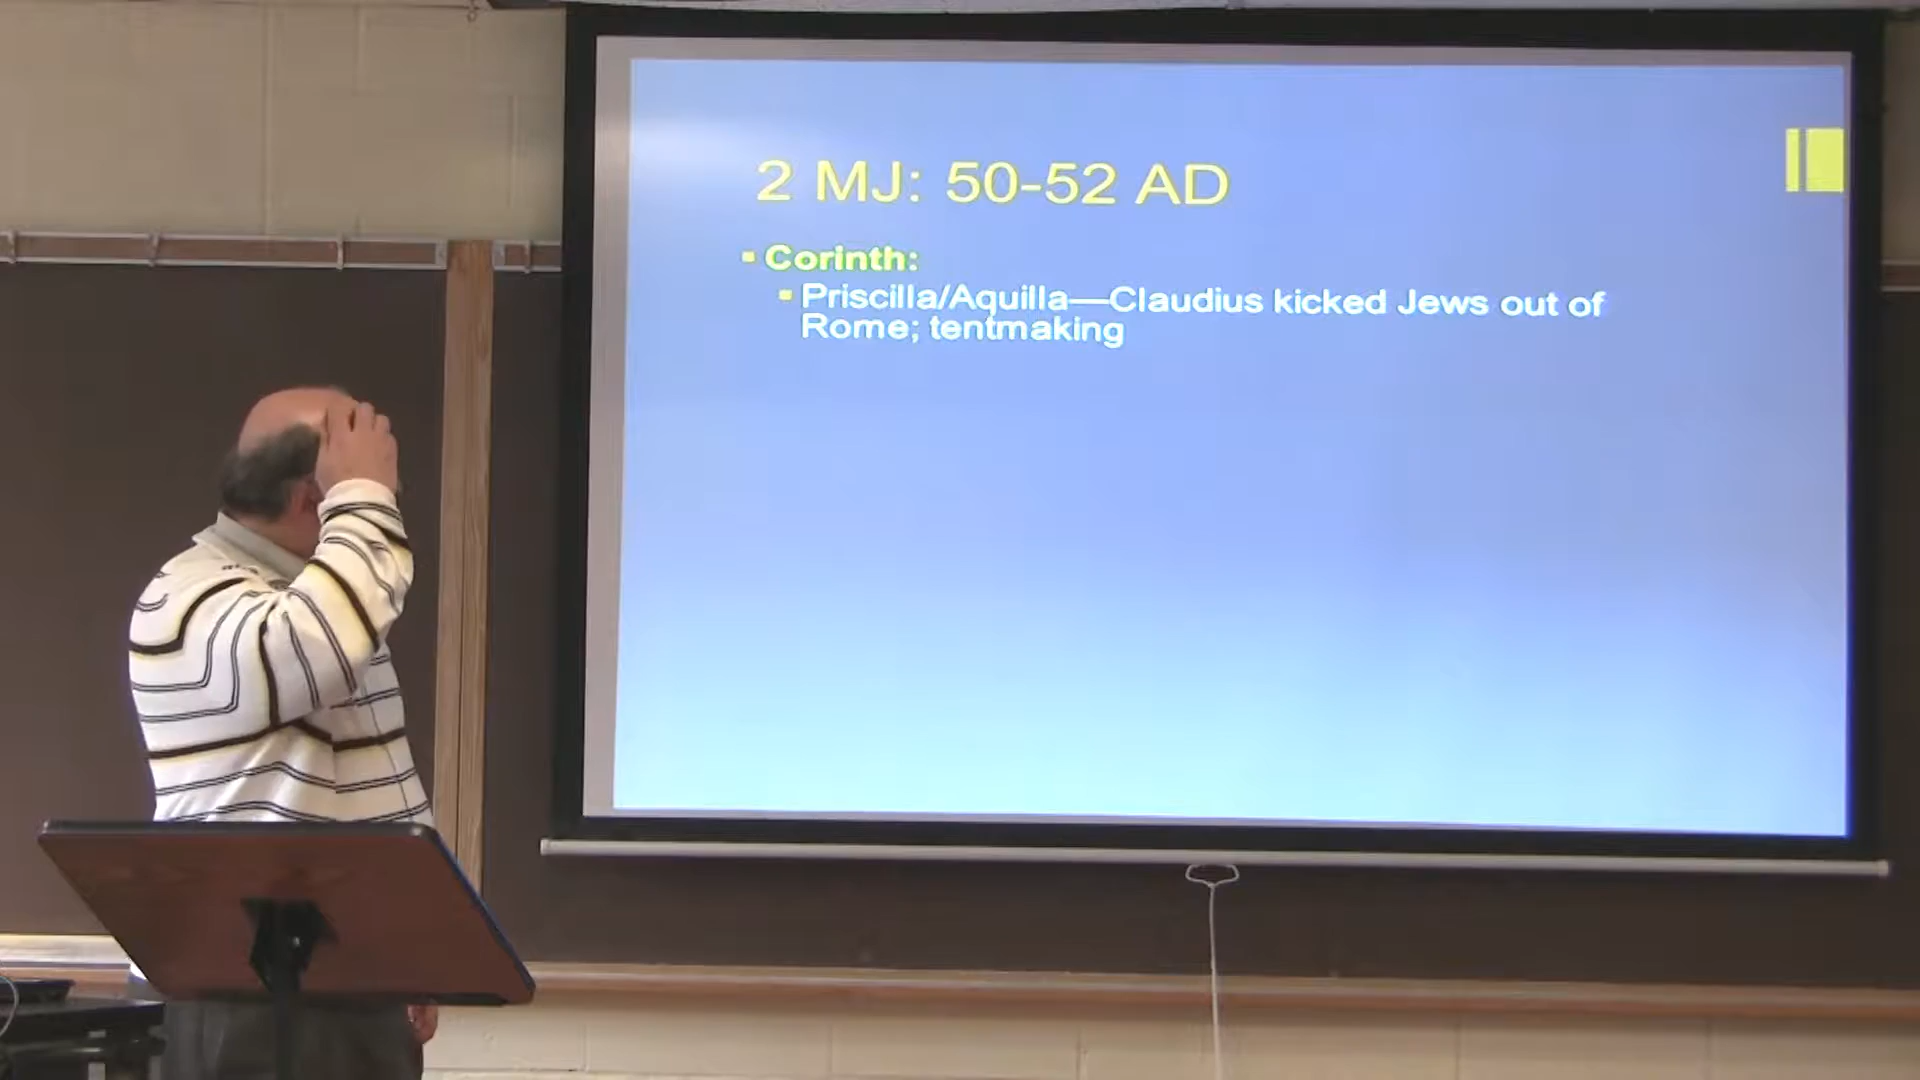 2 MJ: 50-52 AD
Corinth:
Priscilla/Aquilla—Claudius kicked Jews out of
Rome; tentmaking